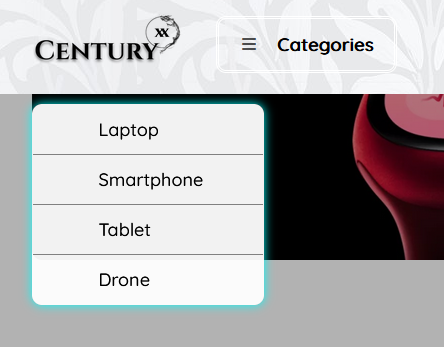 CENTURY XX
Categories
Laptop
Smartphone
Tablet
Drone